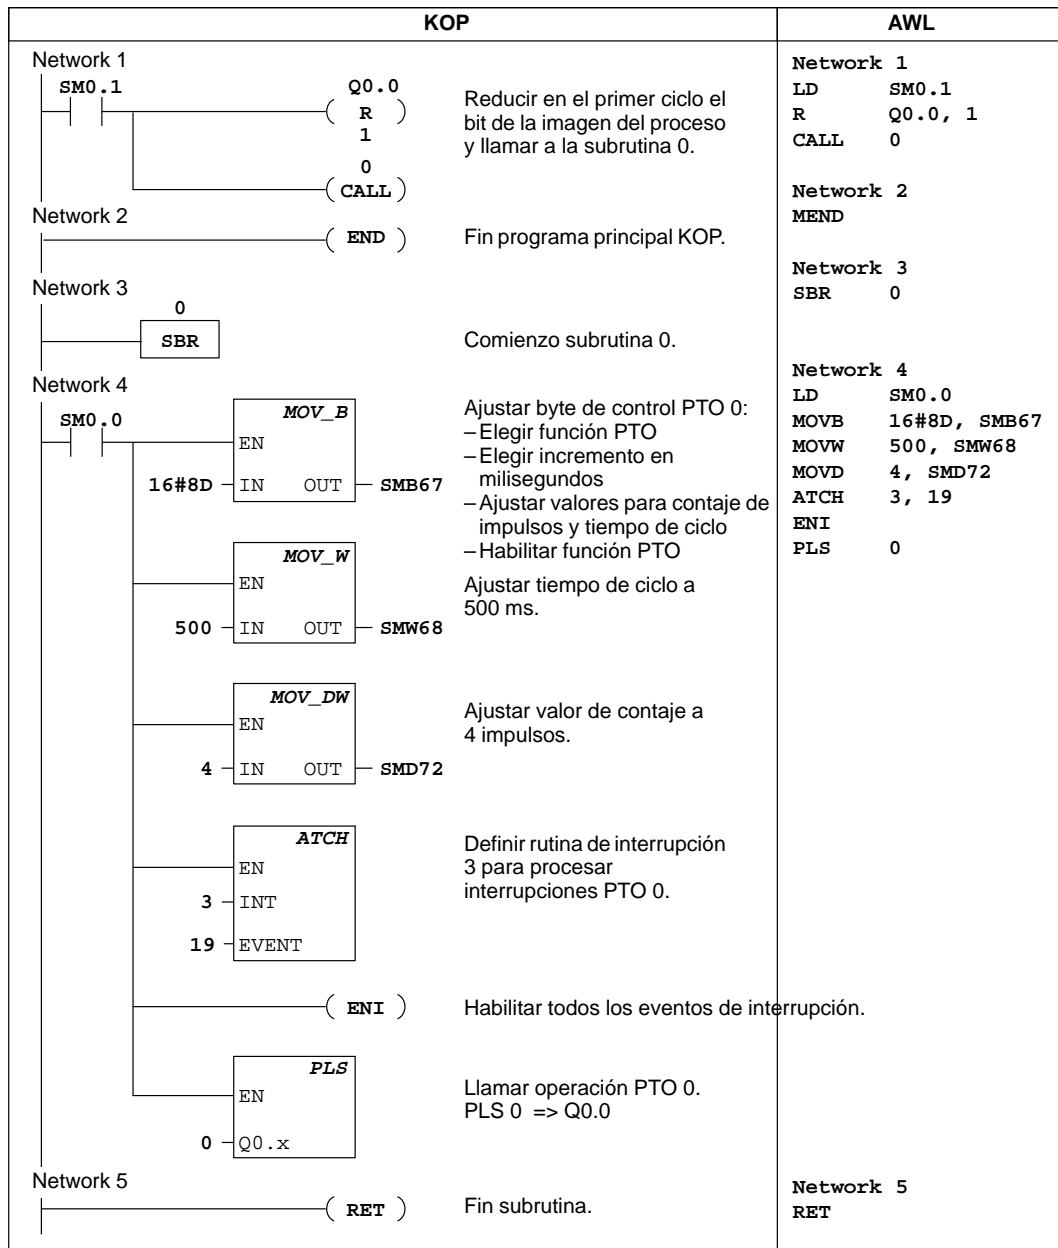 KOP
Network 1
SM0.1
Q0.0
R
1
0
CALL
Reducir en el primer ciclo el
bit de la imagen del proceso
y llamar a la subrutina 0.
Network 2
END
Fin programa principal KOP.
Network 3
0
SBR
Comienzo subrutina 0.
Network 4
SM0.0
MOV_B
EN
16#8D IN OUT SMB67
Ajustar byte de control PTO 0:
–Elegir función PTO
–Elegir incremento en
milisegundos
–Ajustar valores para contaje de
impulsos y tiempo de ciclo
–Habilitar función PTO
MOV_W
EN
500 IN OUT SMW68
Ajustar tiempo de ciclo a
500 ms.
MOV_DW
EN
4 IN OUT SMD72
Ajustar valor de contaje a
4 impulsos.
ATCH
EN
3 INT
19 EVENT
Definir rutina de interrupción
3 para procesar
interrupciones PTO 0.
ENI
Habilitar todos los eventos de interrupción.
PLS
EN
0 Q0.x
Llamar operación PTO 0.
PLS 0 => Q0.0
Network 5
RET
Fin subrutina.
AWL
Network 1
LD SM0.1
R Q0.0, 1
CALL 0
Network 2
MEND
Network 3
SBR 0
Network 4
LD SM0.0
MOVB 16#8D, SMB67
MOVW 500, SMW68
MOVD 4, SMD72
ATCH 3, 19
ENI
PLS 0
Network 5
RET